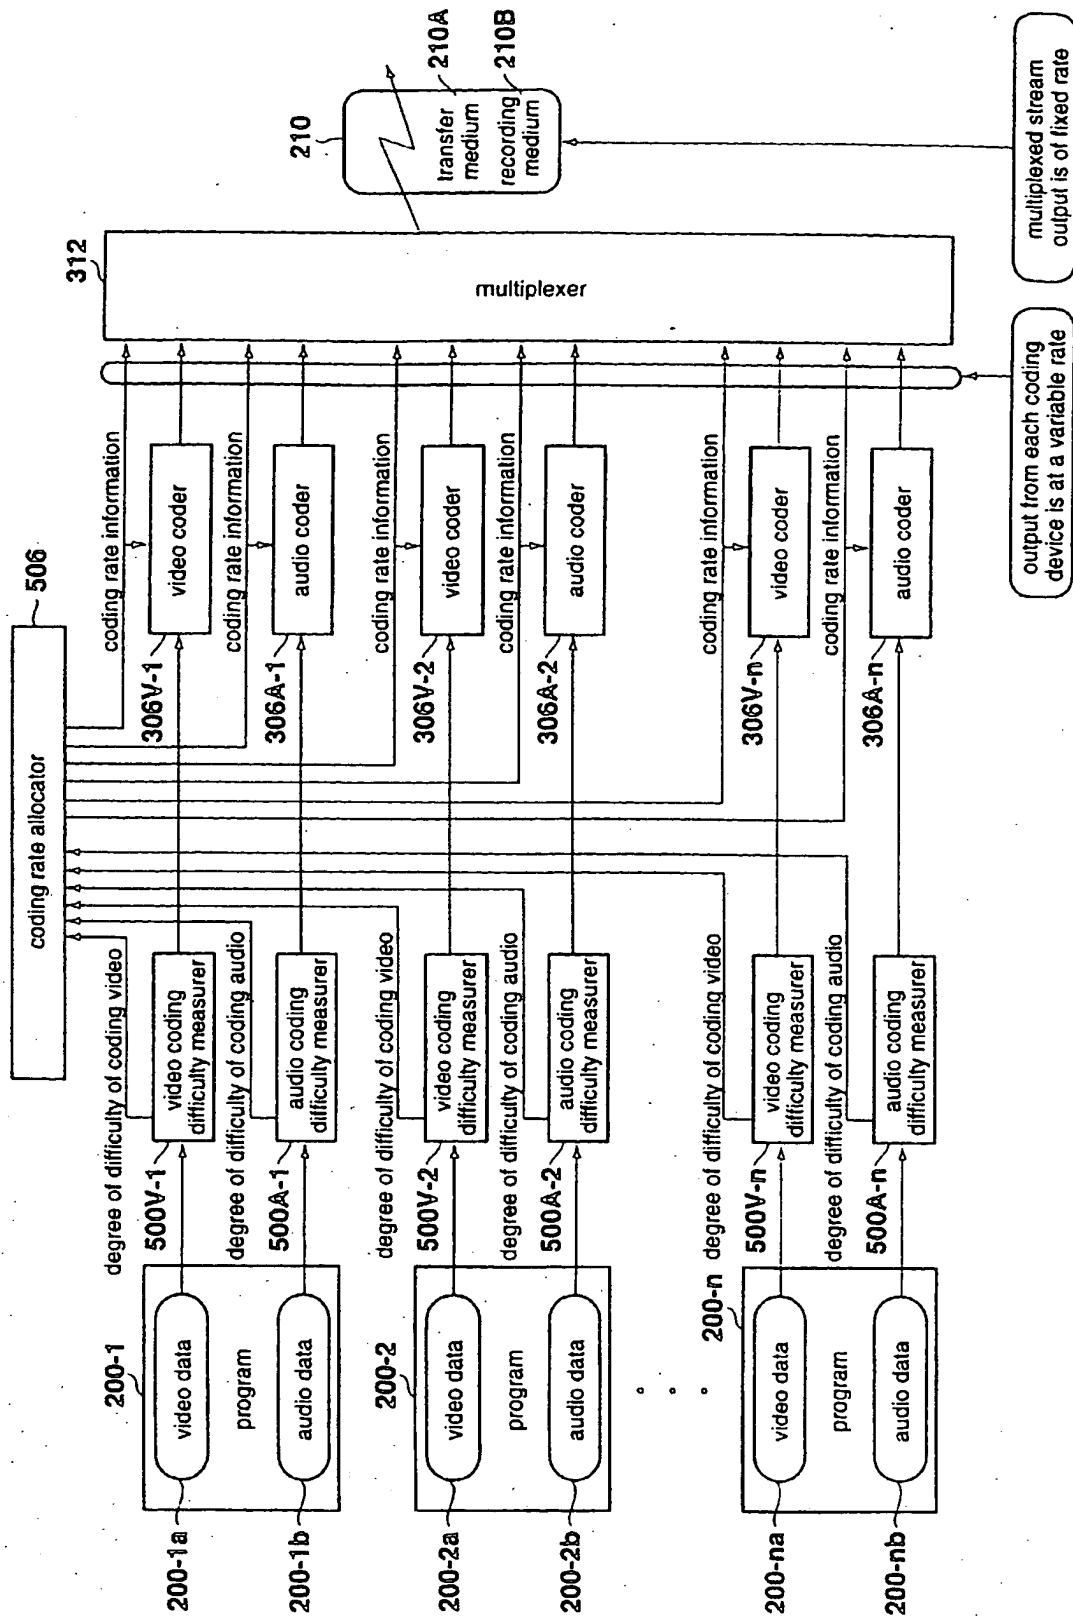 506
coding rate allocator
312
multiplexer
210
transfer
medium
210A
recording
medium
210B
200-1
200-1a
video data
program
200-1b
audio data
degree of difficulty of coding video
500V-1
video coding
difficulty measurer
degree of difficulty of coding audio
500A-1
audio coding
difficulty measurer
coding rate information
306V-1
video coder
coding rate information
306A-1
audio coder
200-2
200-2a
video data
program
200-2b
audio data
degree of difficulty of coding video
500V-2
video coding
difficulty measurer
degree of difficulty of coding audio
500A-2
audio coding
difficulty measurer
coding rate information
306V-2
video coder
coding rate information
306A-2
audio coder
200-n
200-na
video data
program
200-nb
audio data
degree of difficulty of coding video
500V-n
video coding
difficulty measurer
degree of difficulty of coding audio
500A-n
audio coding
difficulty measurer
coding rate information
306V-n
video coder
coding rate information
306A-n
audio coder
output from each coding
device is at a variable rate
multiplexed stream
output is of fixed rate